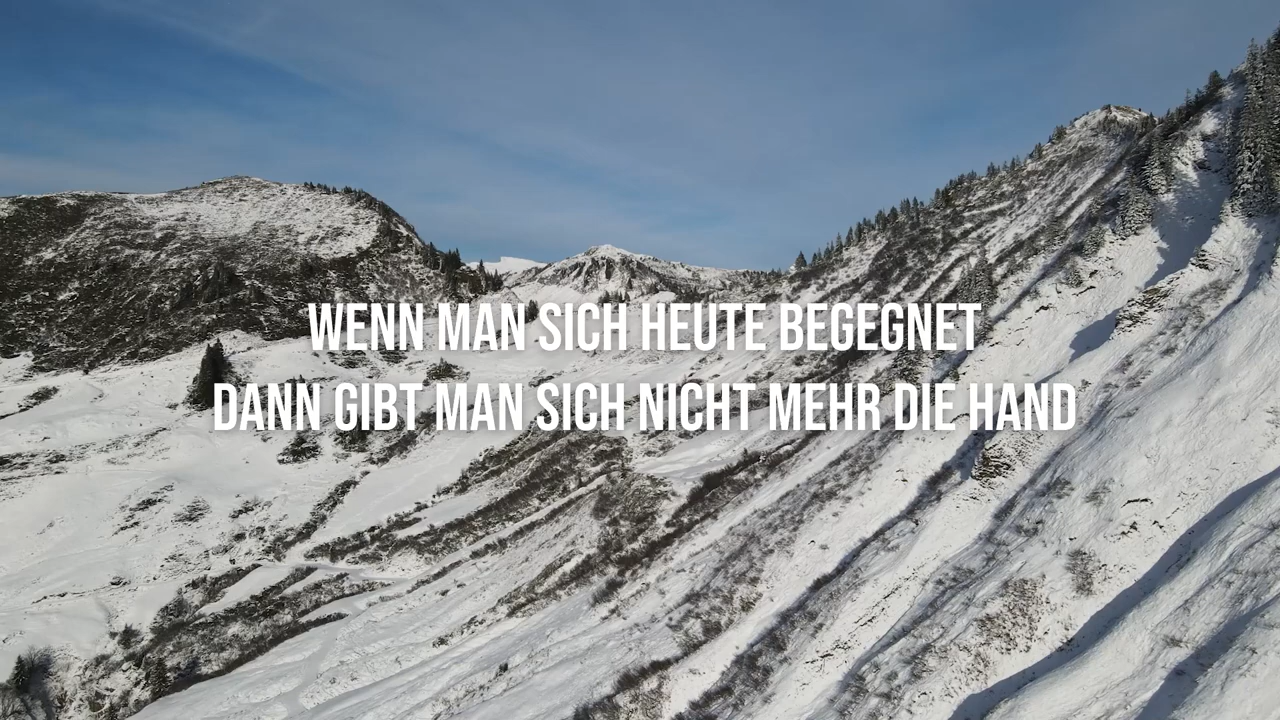 WENN MAN SICH HEUTE BEGEGNET
DANN GIBT MAN SICH NICHT MEHR DIE HAND